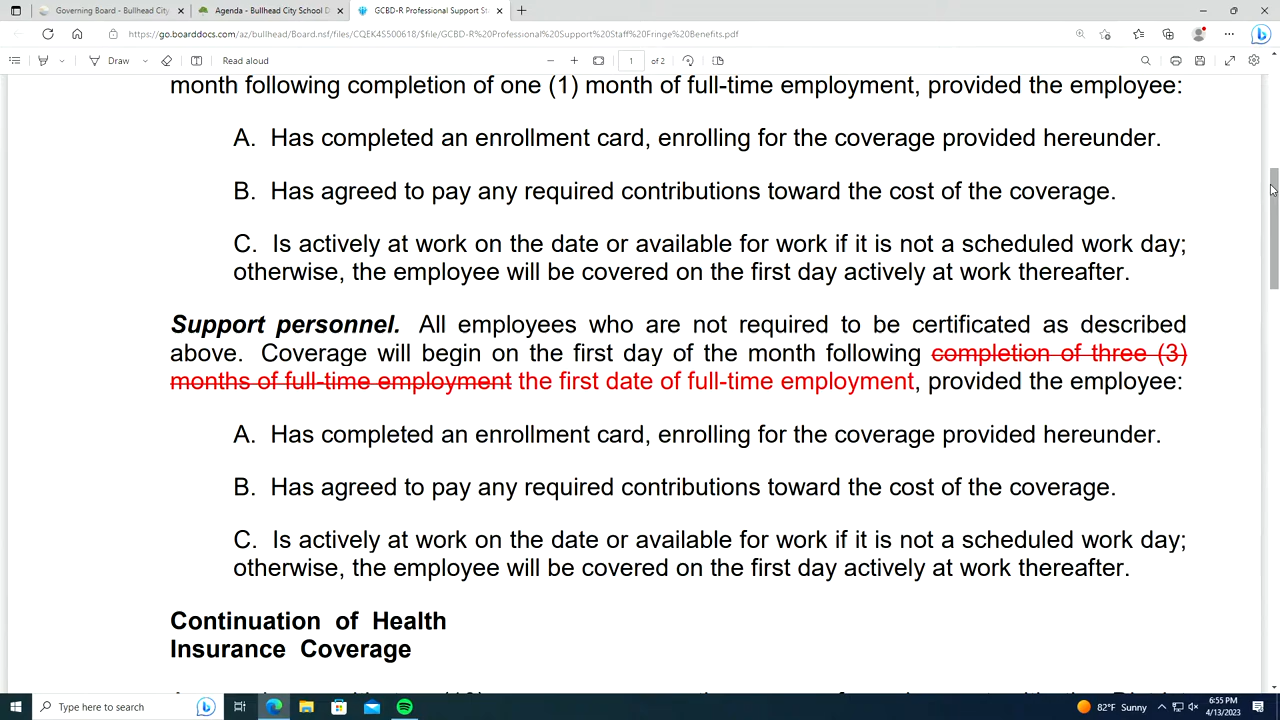 Governing Board - Bullhead City
Agenda - Bullhead City School D
GCBD-R Professional Support St
https://go.boarddocs.com/az/bullhead/Board.nsf/files/CQEK4S500618/$file/GCBD-R%20Professional%20Support%20Staff%20Fringe%20Benefits.pdf
Draw
Read aloud
1 of 2
month following completion of one (1) month of full-time employment, provided the employee:
A. Has completed an enrollment card, enrolling for the coverage provided hereunder.
B. Has agreed to pay any required contributions toward the cost of the coverage.
C. Is actively at work on the date or available for work if it is not a scheduled work day;
otherwise, the employee will be covered on the first day actively at work thereafter.
Support personnel. All employees who are not required to be certificated as described
above. Coverage will begin on the first day of the month following completion of three (3)
months of full-time employment the first date of full-time employment, provided the employee:
A. Has completed an enrollment card, enrolling for the coverage provided hereunder.
B. Has agreed to pay any required contributions toward the cost of the coverage.
C. Is actively at work on the date or available for work if it is not a scheduled work day;
otherwise, the employee will be covered on the first day actively at work thereafter.
Continuation of Health
Insurance Coverage
Type here to search
82°F Sunny
6:55 PM
4/13/2023